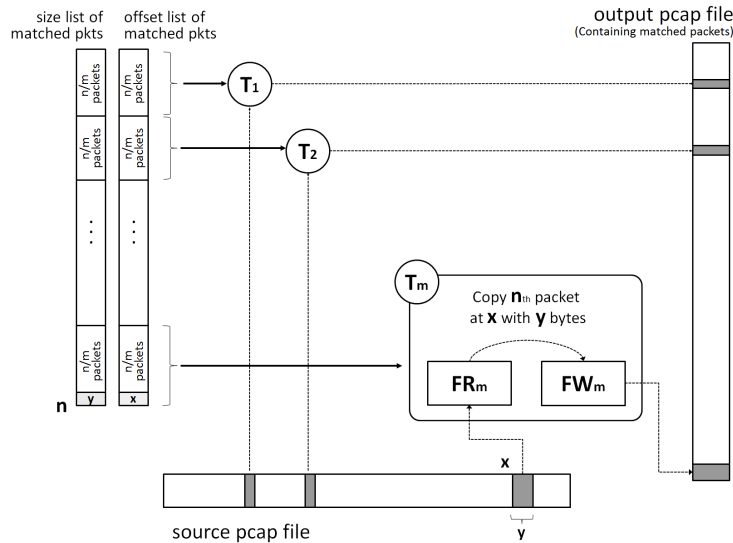 size list of
matched pkts
offset list of
matched pkts
output pcap file
(Containing matched packets)
n/m
packets
n/m
packets
T1
n/m
packets
n/m
packets
T2
Tm
Copy nth packet
at x with y bytes
n/m
packets
n/m
packets
FRm
FWm
n
y
x
x
source pcap file
y